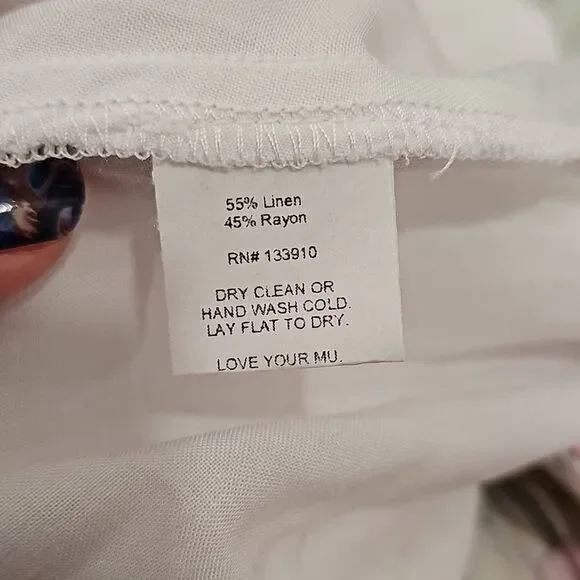 55% Linen
45% Rayon
RN# 133910
DRY CLEAN OR
HAND WASH COLD.
LAY FLAT TO DRY.
LOVE YOUR MU.